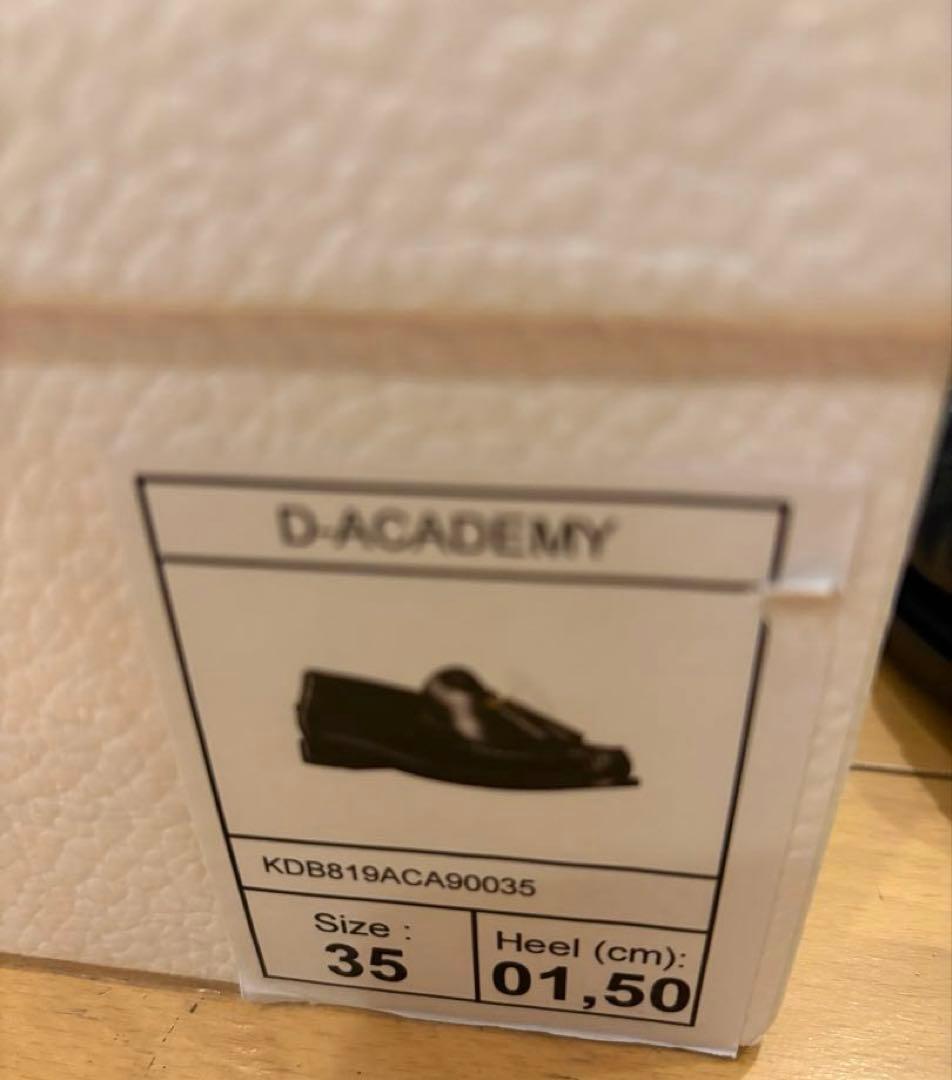 D-ACADEMY
KDB819ACA90035
Size :
35
Heel (cm):
01,50